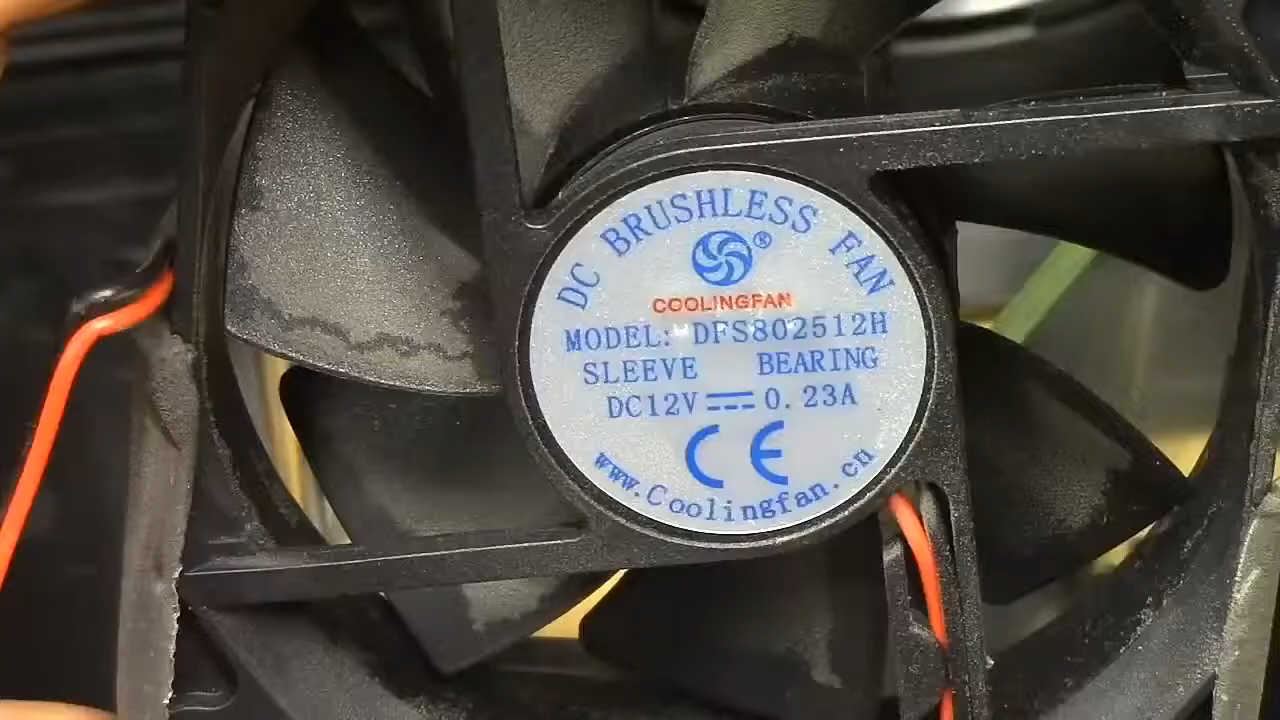 DC BRUSHLESS FAN
®
COOLINGFAN
MODEL: DFS802512H
SLEEVE BEARING
DC12V 0.23A
CE
www.Coolingfan.cn